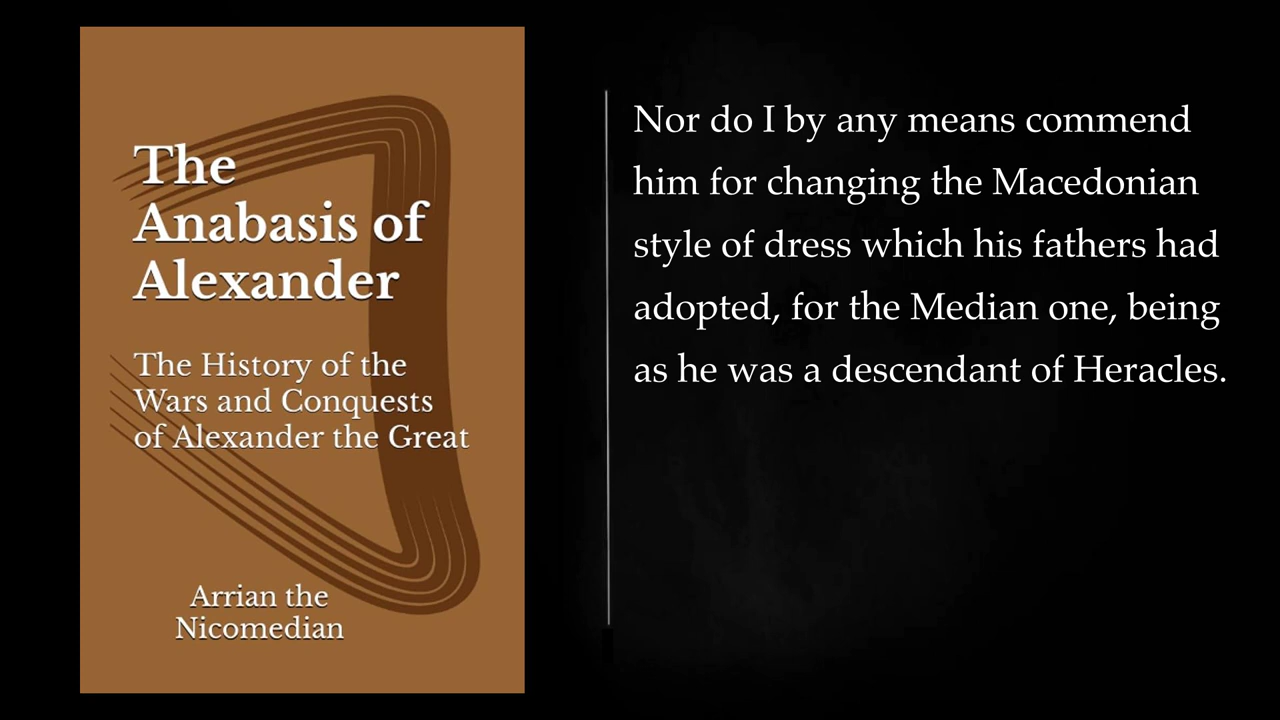 The
Anabasis of
Alexander
The History of the
Wars and Conquests
of Alexander the Great
Arrian the
Nicomedian
Nor do I by any means commend
him for changing the Macedonian
style of dress which his fathers had
adopted, for the Median one, being
as he was a descendant of Heracles.